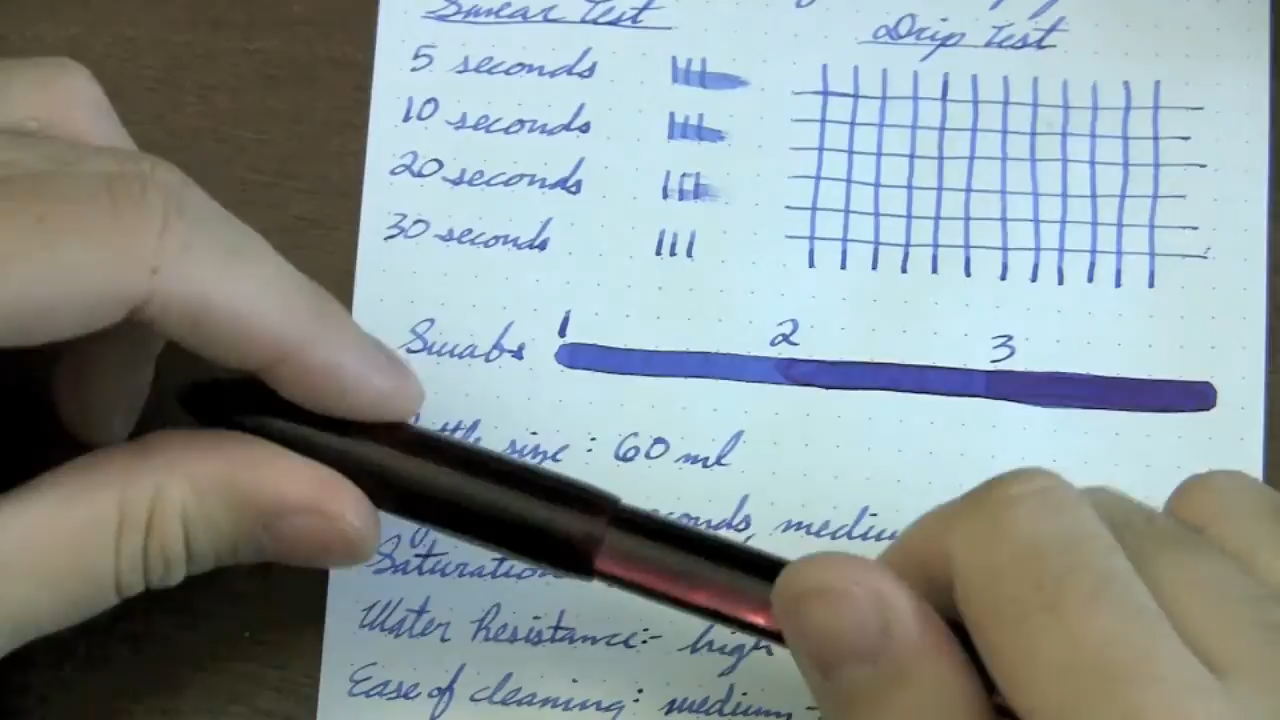 Smear Test
Drip Test
5 seconds
10 seconds
20 seconds
30 seconds
Swabs 1 2 3
size: 60 ml
medium
Saturation
Water Resistance:- high
Ease of cleaning: medium-